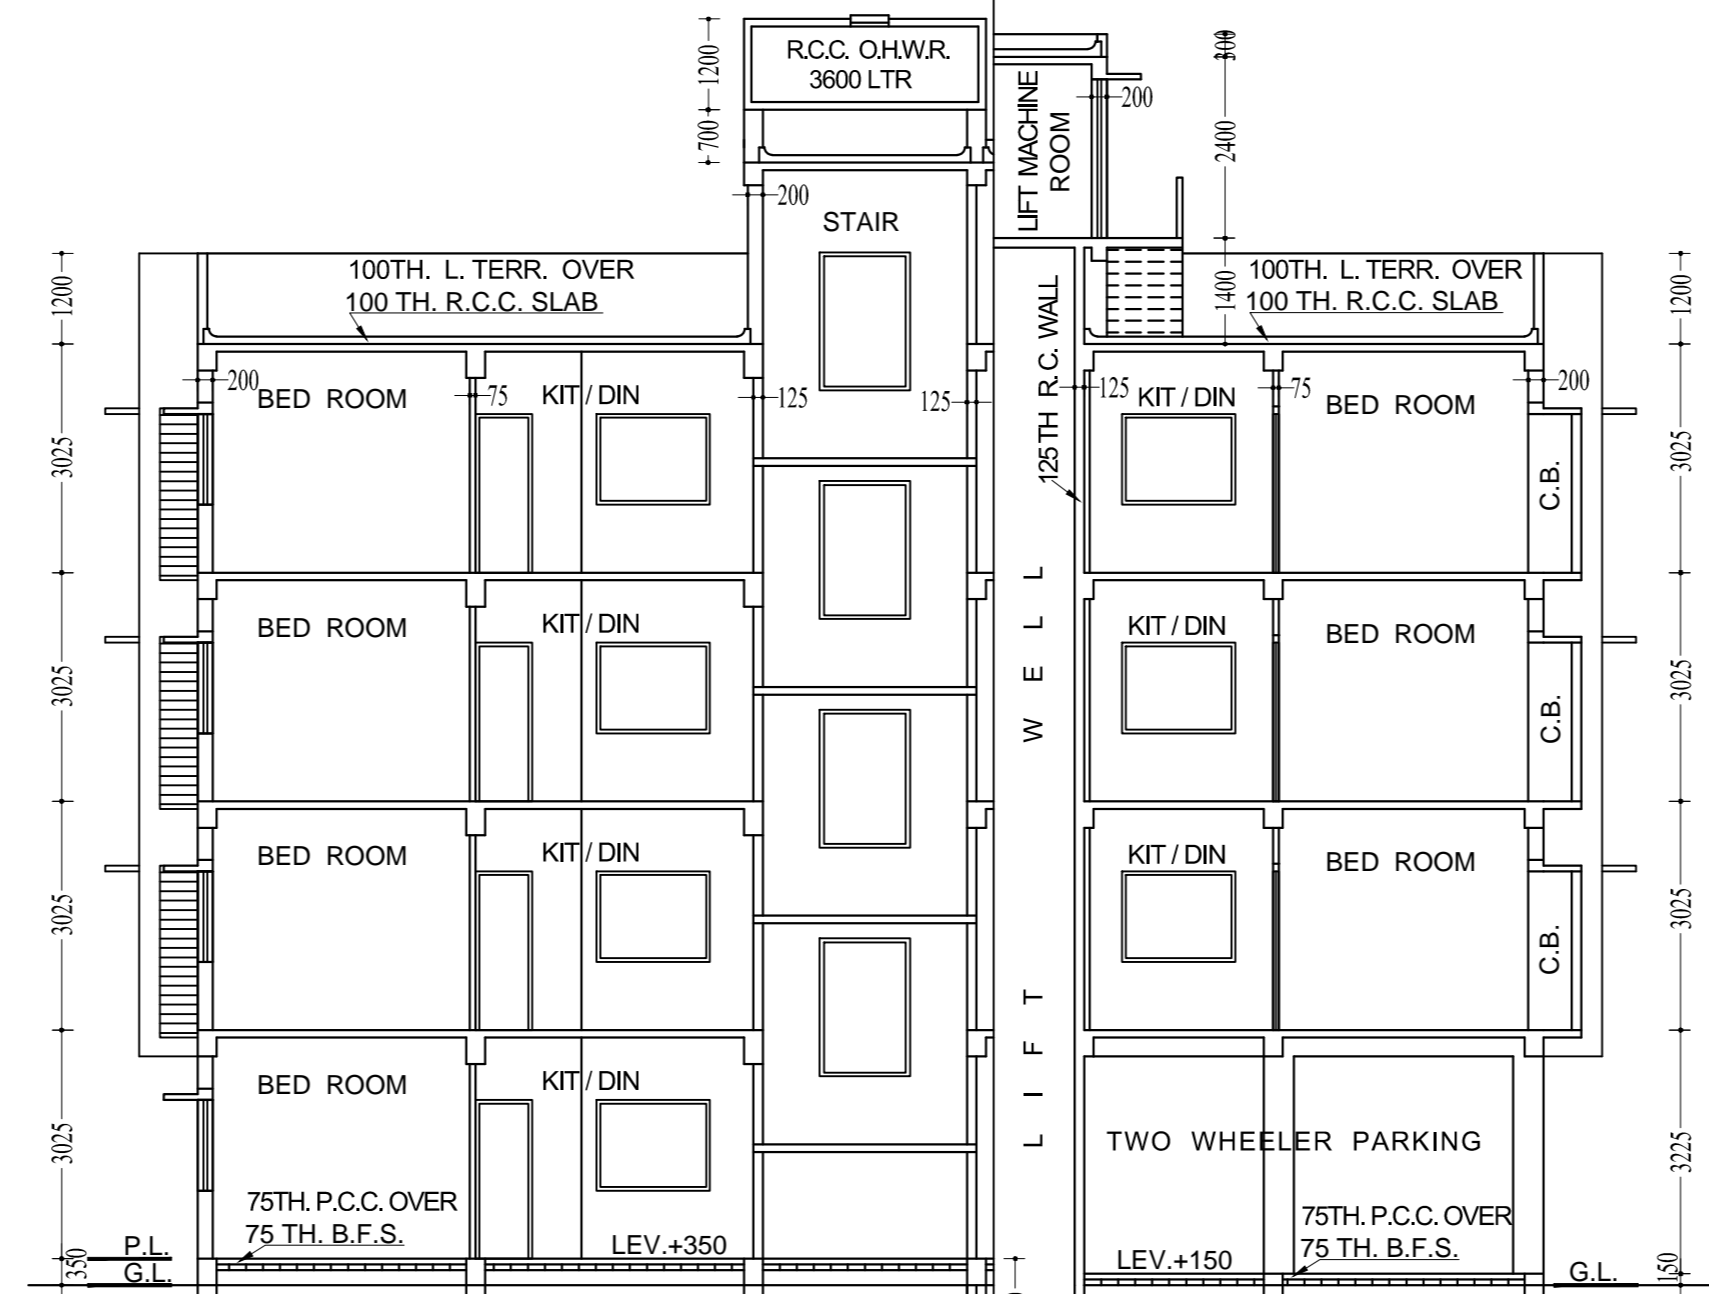 R.C.C. O.H.W.R.
3600 LTR
1200
700
LIFT MACHINE
ROOM
200
300
2400
1400
200
STAIR
1200
100TH. L. TERR. OVER
100 TH. R.C.C. SLAB
100TH. L. TERR. OVER
100 TH. R.C.C. SLAB
1200
125TH R.C. WALL
200
BED ROOM
75
KIT / DIN
125
125
125
KIT / DIN
75
BED ROOM
200
3025
C.B.
3025
BED ROOM
KIT / DIN
KIT / DIN
BED ROOM
3025
C.B.
3025
LIFT WELL
BED ROOM
KIT / DIN
KIT / DIN
BED ROOM
3025
C.B.
3025
BED ROOM
KIT / DIN
3025
TWO WHEELER PARKING
3225
75TH. P.C.C. OVER
75 TH. B.F.S.
75TH. P.C.C. OVER
75 TH. B.F.S.
P.L.
LEV.+350
LEV.+150
350
G.L.
G.L.
150